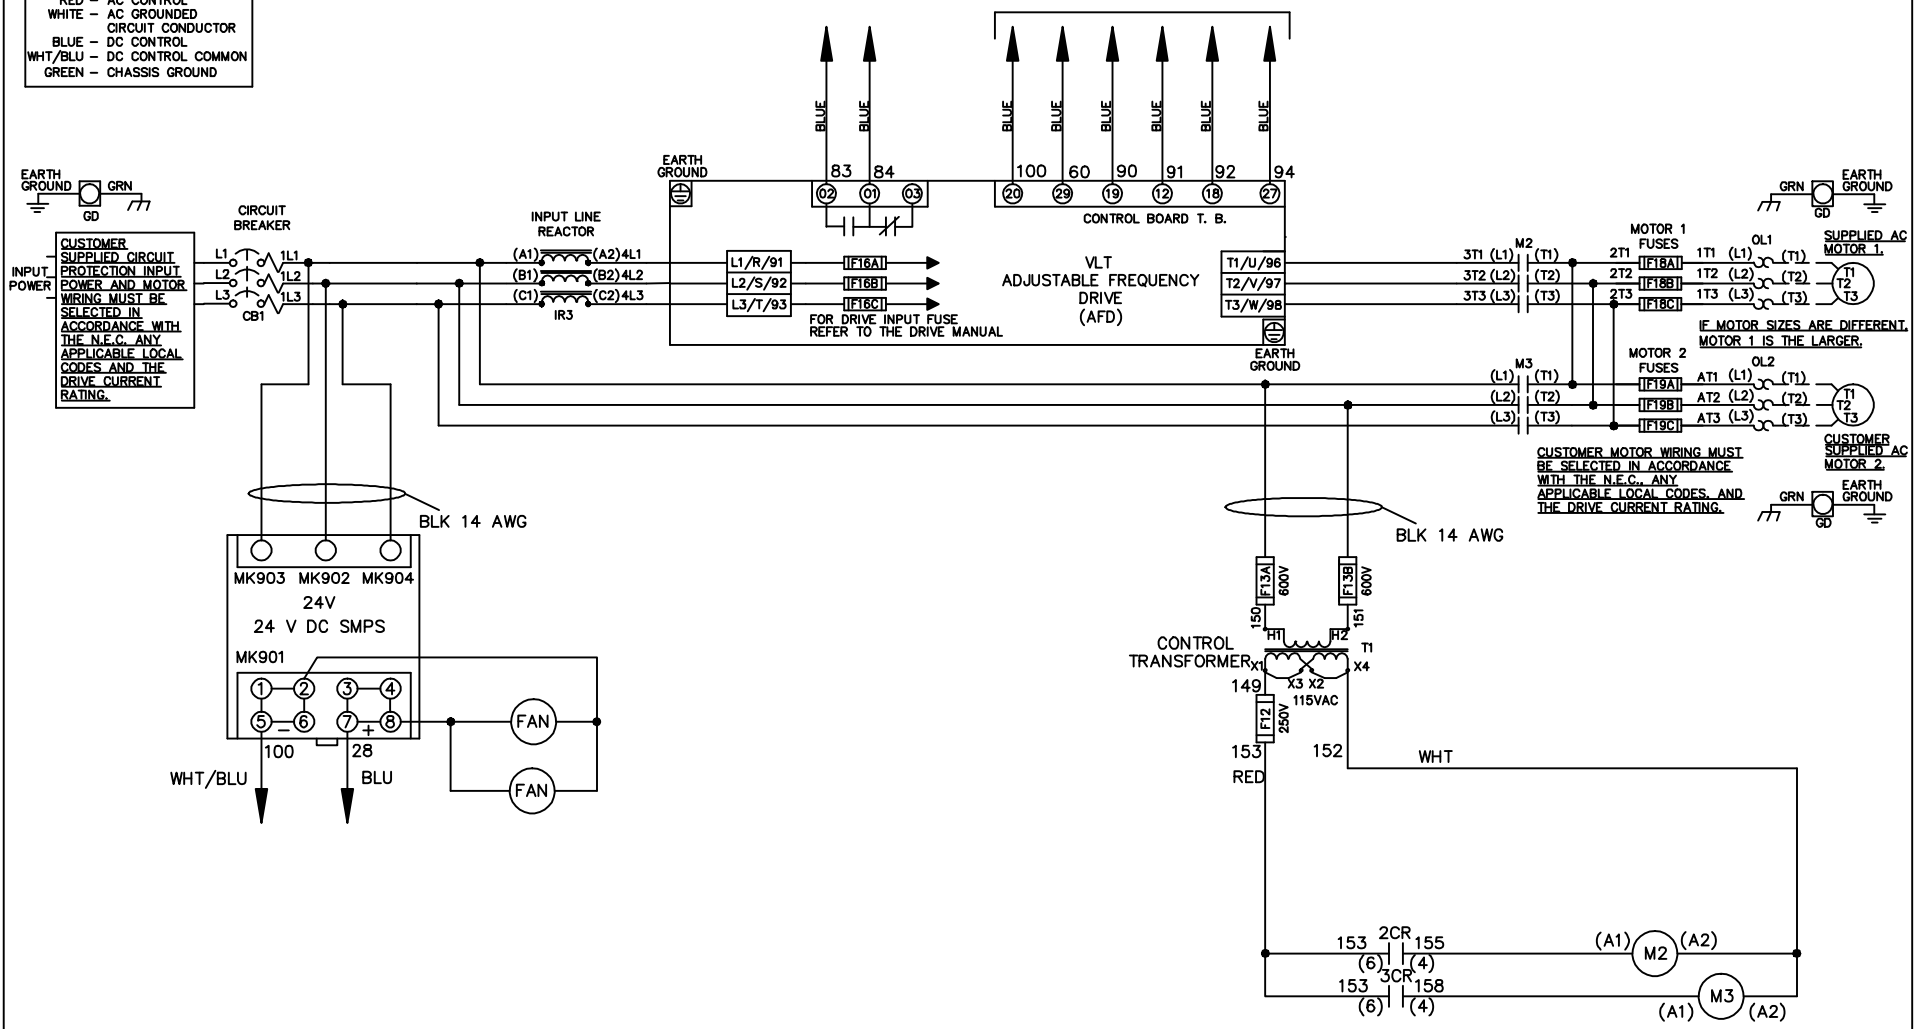 RED – AC CONTROL
WHITE – AC GROUNDED
CIRCUIT CONDUCTOR
BLUE – DC CONTROL
WHT/BLU – DC CONTROL COMMON
GREEN – CHASSIS GROUND
BLUE
BLUE
BLUE
BLUE
BLUE
BLUE
BLUE
BLUE
EARTH
GROUND
GRN
GD
CIRCUIT
BREAKER
INPUT LINE
REACTOR
EARTH
GROUND
83
84
100
60
90
91
92
94
02
01
03
20
29
19
12
18
27
CONTROL BOARD T. B.
INPUT
POWER
CUSTOMER
SUPPLIED CIRCUIT
PROTECTION INPUT
POWER AND MOTOR
WIRING MUST BE
SELECTED IN
ACCORDANCE WITH
THE N.E.C. ANY
APPLICABLE LOCAL
CODES AND THE
DRIVE CURRENT
RATING.
L1
1L1
L2
1L2
L3
1L3
CB1
(A1)
(A2)4L1
(B1)
(B2)4L2
(C1)
(C2)4L3
IR3
L1/R/91
L2/S/92
L3/T/93
F16A
F16B
F16C
FOR DRIVE INPUT FUSE
REFER TO THE DRIVE MANUAL
VLT
ADJUSTABLE FREQUENCY
DRIVE
(AFD)
T1/U/96
T2/V/97
T3/W/98
EARTH
GROUND
M2
3T1 (L1)
(T1)
3T2 (L2)
(T2)
3T3 (L3)
(T3)
MOTOR 1
FUSES
2T1
F18A
1T1
2T2
F18B
1T2
2T3
F18C
1T3
OL1
(L1)
(T1)
(L2)
(T2)
(L3)
(T3)
GRN
EARTH
GROUND
GD
SUPPLIED AC
MOTOR 1.
T1
T2
T3
IF MOTOR SIZES ARE DIFFERENT,
MOTOR 1 IS THE LARGER.
M3
(L1)
(T1)
(L2)
(T2)
(L3)
(T3)
MOTOR 2
FUSES
F19A
AT1
F19B
AT2
F19C
AT3
OL2
(L1)
(T1)
(L2)
(T2)
(L3)
(T3)
T1
T2
T3
CUSTOMER
SUPPLIED AC
MOTOR 2.
CUSTOMER MOTOR WIRING MUST
BE SELECTED IN ACCORDANCE
WITH THE N.E.C., ANY
APPLICABLE LOCAL CODES, AND
THE DRIVE CURRENT RATING.
GRN
EARTH
GROUND
GD
BLK 14 AWG
BLK 14 AWG
MK903
MK902
MK904
24V
24 V DC SMPS
MK901
1
2
3
4
5
6
7
8
–
+
100
28
WHT/BLU
BLU
FAN
FAN
F13A
600V
F13B
600V
150
151
H1
H2
T1
CONTROL
TRANSFORMER
X1
X4
X3 X2
115VAC
149
F12
250V
153
152
RED
WHT
2CR
153
155
(6)
(4)
(A1)
M2
(A2)
3CR
153
158
(6)
(4)
(A1)
M3
(A2)